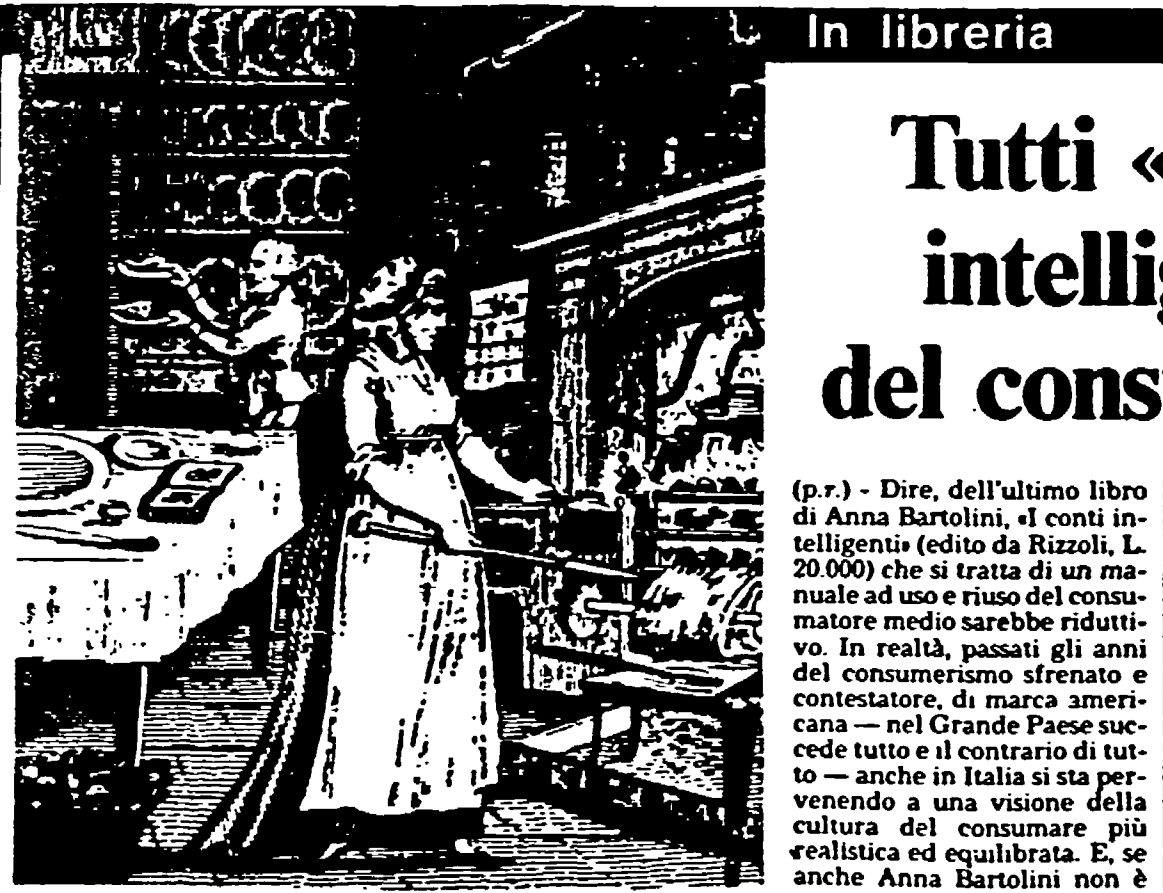 In libreria
Tutti «
intellig
del cons
(p.r.) - Dire, dell'ultimo libro
di Anna Bartolini, «I conti in-
telligenti» (edito da Rizzoli, L.
20.000) che si tratta di un ma-
nuale ad uso e riuso del consu-
matore medio sarebbe ridutti-
vo. In realtà, passati gli anni
del consumerismo sfrenato e
contestatore, di marca ameri-
cana — nel Grande Paese suc-
cede tutto e il contrario di tut-
to — anche in Italia si sta per-
venendo a una visione della
cultura del consumare più
realistica ed equilibrata. E, se
anche Anna Bartolini non è